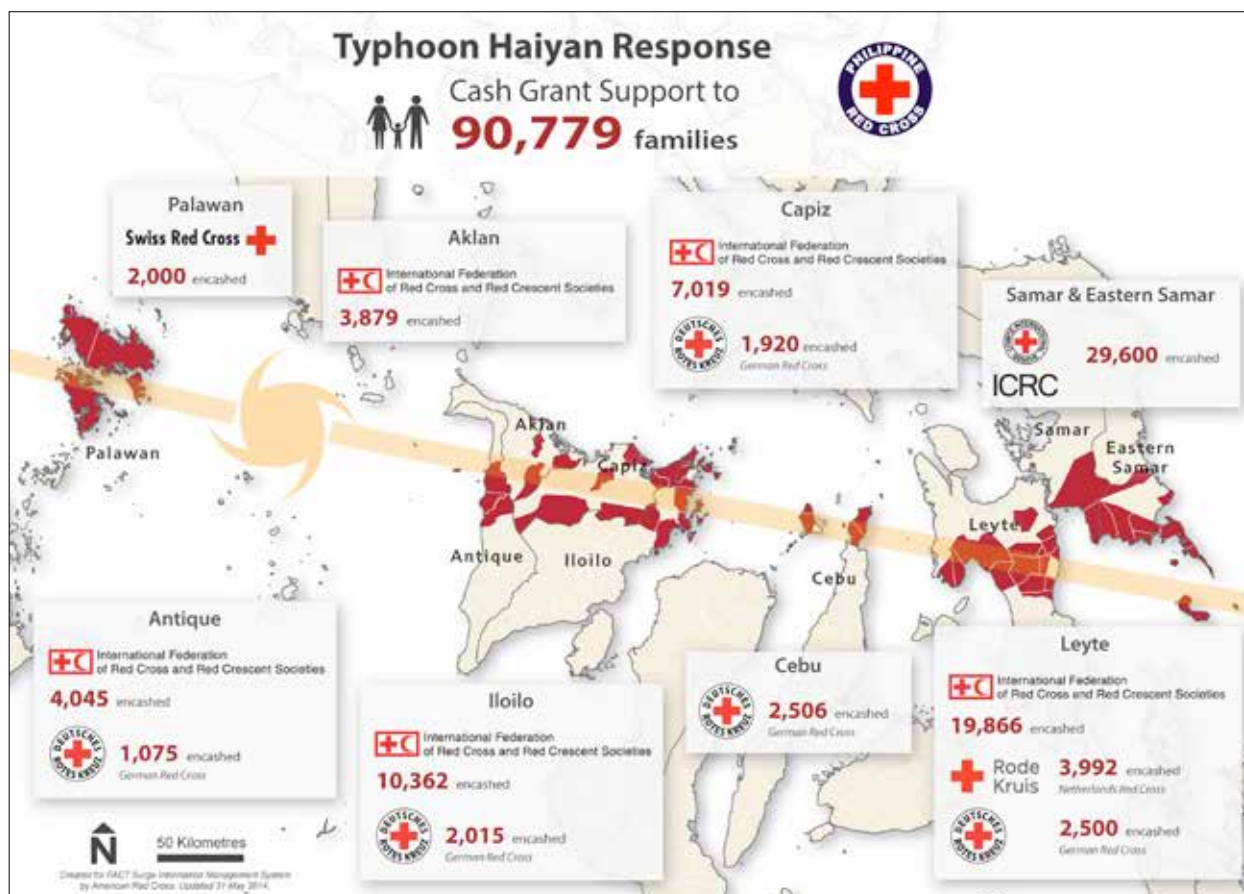 Typhoon Haiyan Response
Cash Grant Support to
90,779 families
PHILIPPINE
RED CROSS
Palawan
Swiss Red Cross
2,000 encashed
Aklan
International Federation
of Red Cross and Red Crescent Societies
3,879 encashed
Capiz
International Federation
of Red Cross and Red Crescent Societies
7,019 encashed
DEUTSCHES
ROTES KREUZ
1,920 encashed
German Red Cross
Samar & Eastern Samar
29,600 encashed
ICRC
Palawan
Aklan
Capiz
Antique
Iloilo
Cebu
Leyte
Samar
Eastern
Samar
Antique
International Federation
of Red Cross and Red Crescent Societies
4,045 encashed
DEUTSCHES
ROTES KREUZ
1,075 encashed
German Red Cross
Iloilo
International Federation
of Red Cross and Red Crescent Societies
10,362 encashed
DEUTSCHES
ROTES KREUZ
2,015 encashed
German Red Cross
Cebu
DEUTSCHES
ROTES KREUZ
2,506 encashed
German Red Cross
Leyte
International Federation
of Red Cross and Red Crescent Societies
19,866 encashed
Rode
Kruis
3,992 encashed
Netherlands Red Cross
DEUTSCHES
ROTES KREUZ
2,500 encashed
German Red Cross
N
50 Kilometres
Created for FACT Surge Information Management System
by American Red Cross. Updated 31 May 2014.